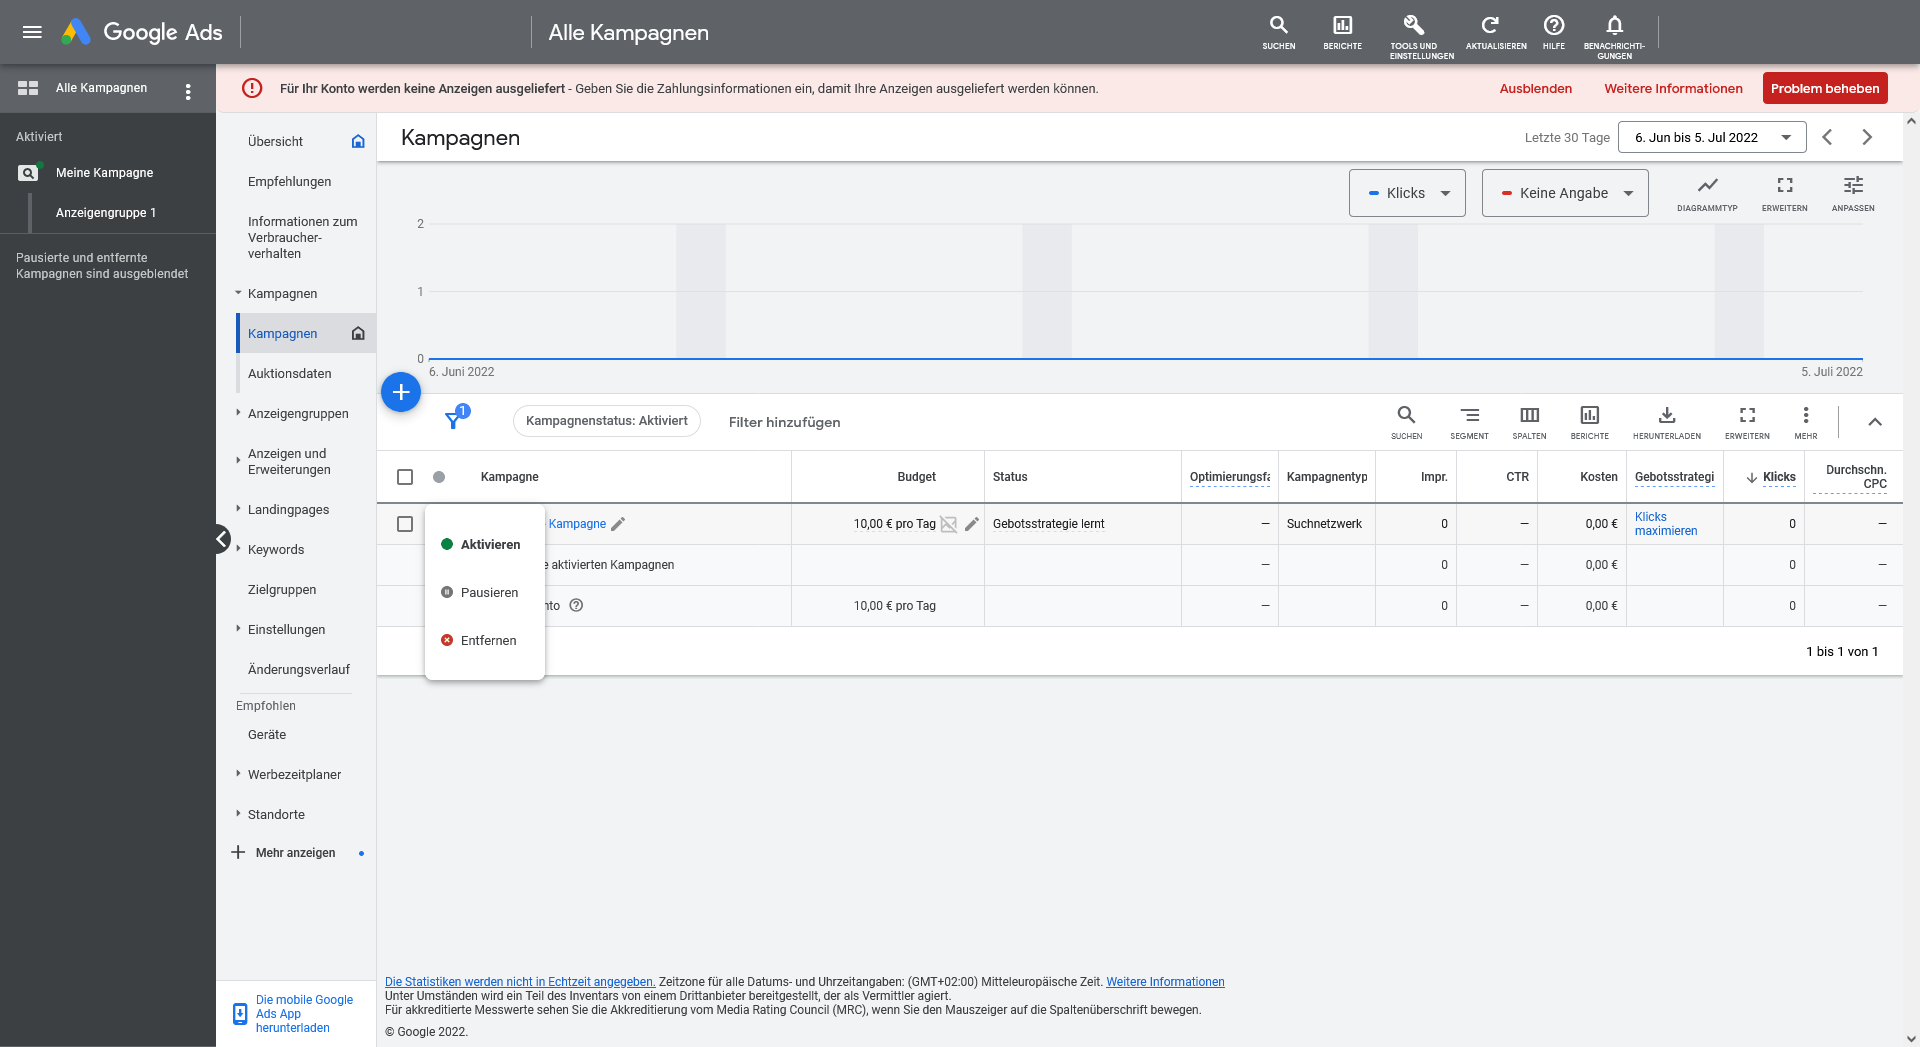 Google Ads
Alle Kampagnen
SUCHEN
BERICHTE
TOOLS UND
EINSTELLUNGEN
AKTUALISIEREN
HILFE
BENACHRICHTI-
GUNGEN
Alle Kampagnen
Aktiviert
Meine Kampagne
Anzeigengruppe 1
Pausierte und entfernte
Kampagnen sind ausgeblendet
Für Ihr Konto werden keine Anzeigen ausgeliefert - Geben Sie die Zahlungsinformationen ein, damit Ihre Anzeigen ausgeliefert werden können.
Ausblenden
Weitere Informationen
Problem beheben
Übersicht
Empfehlungen
Informationen zum
Verbraucher-
verhalten
Kampagnen
Kampagnen
Auktionsdaten
Anzeigengruppen
Anzeigen und
Erweiterungen
Landingpages
Keywords
Zielgruppen
Einstellungen
Änderungsverlauf
Empfohlen
Geräte
Werbezeitplaner
Standorte
Mehr anzeigen
Die mobile Google
Ads App
herunterladen
Kampagnen
Letzte 30 Tage
6. Jun bis 5. Jul 2022
Klicks
Keine Angabe
DIAGRAMMTYP
ERWEITERN
ANPASSEN
2
1
0
6. Juni 2022
5. Juli 2022
1
Kampagnenstatus: Aktiviert
Filter hinzufügen
SUCHEN
SEGMENT
SPALTEN
BERICHTE
HERUNTERLADEN
ERWEITERN
MEHR
Kampagne Budget Status Optimierungsfa Kampagnentyp Impr. CTR Kosten Gebotsstrategi Klicks Durchschn.
CPC
Kampagne 10,00 € pro Tag Gebotsstrategie lernt — Suchnetzwerk 0 — 0,00 € Klicks
maximieren 0 —
e aktivierten Kampagnen — 0 — 0,00 € 0 —
nto 10,00 € pro Tag — 0 — 0,00 € 0 —
Aktivieren
Pausieren
Entfernen
1 bis 1 von 1
Die Statistiken werden nicht in Echtzeit angegeben. Zeitzone für alle Datums- und Uhrzeitangaben: (GMT+02:00) Mitteleuropäische Zeit. Weitere Informationen
Unter Umständen wird ein Teil des Inventars von einem Drittanbieter bereitgestellt, der als Vermittler agiert.
Für akkreditierte Messwerte sehen Sie die Akkreditierung vom Media Rating Council (MRC), wenn Sie den Mauszeiger auf die Spaltenüberschrift bewegen.
© Google 2022.